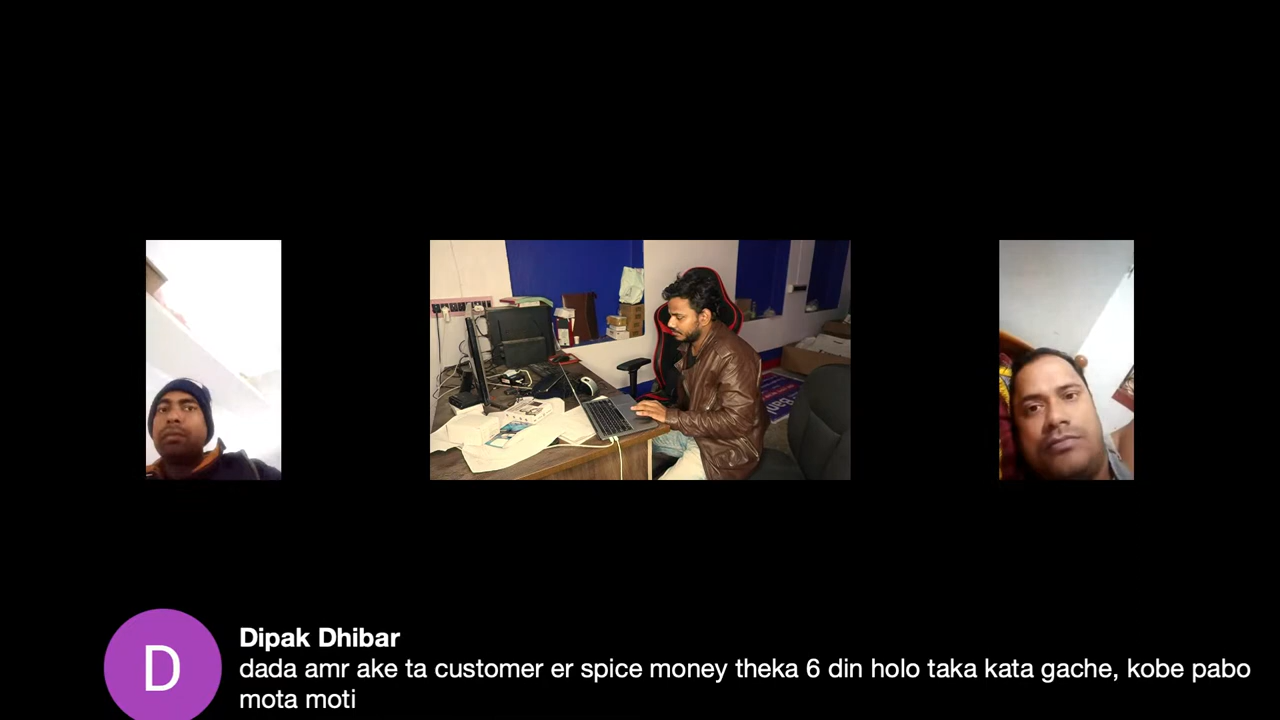 D
Dipak Dhibar
dada amr ake ta customer er spice money theka 6 din holo taka kata gache, kobe pabo
mota moti